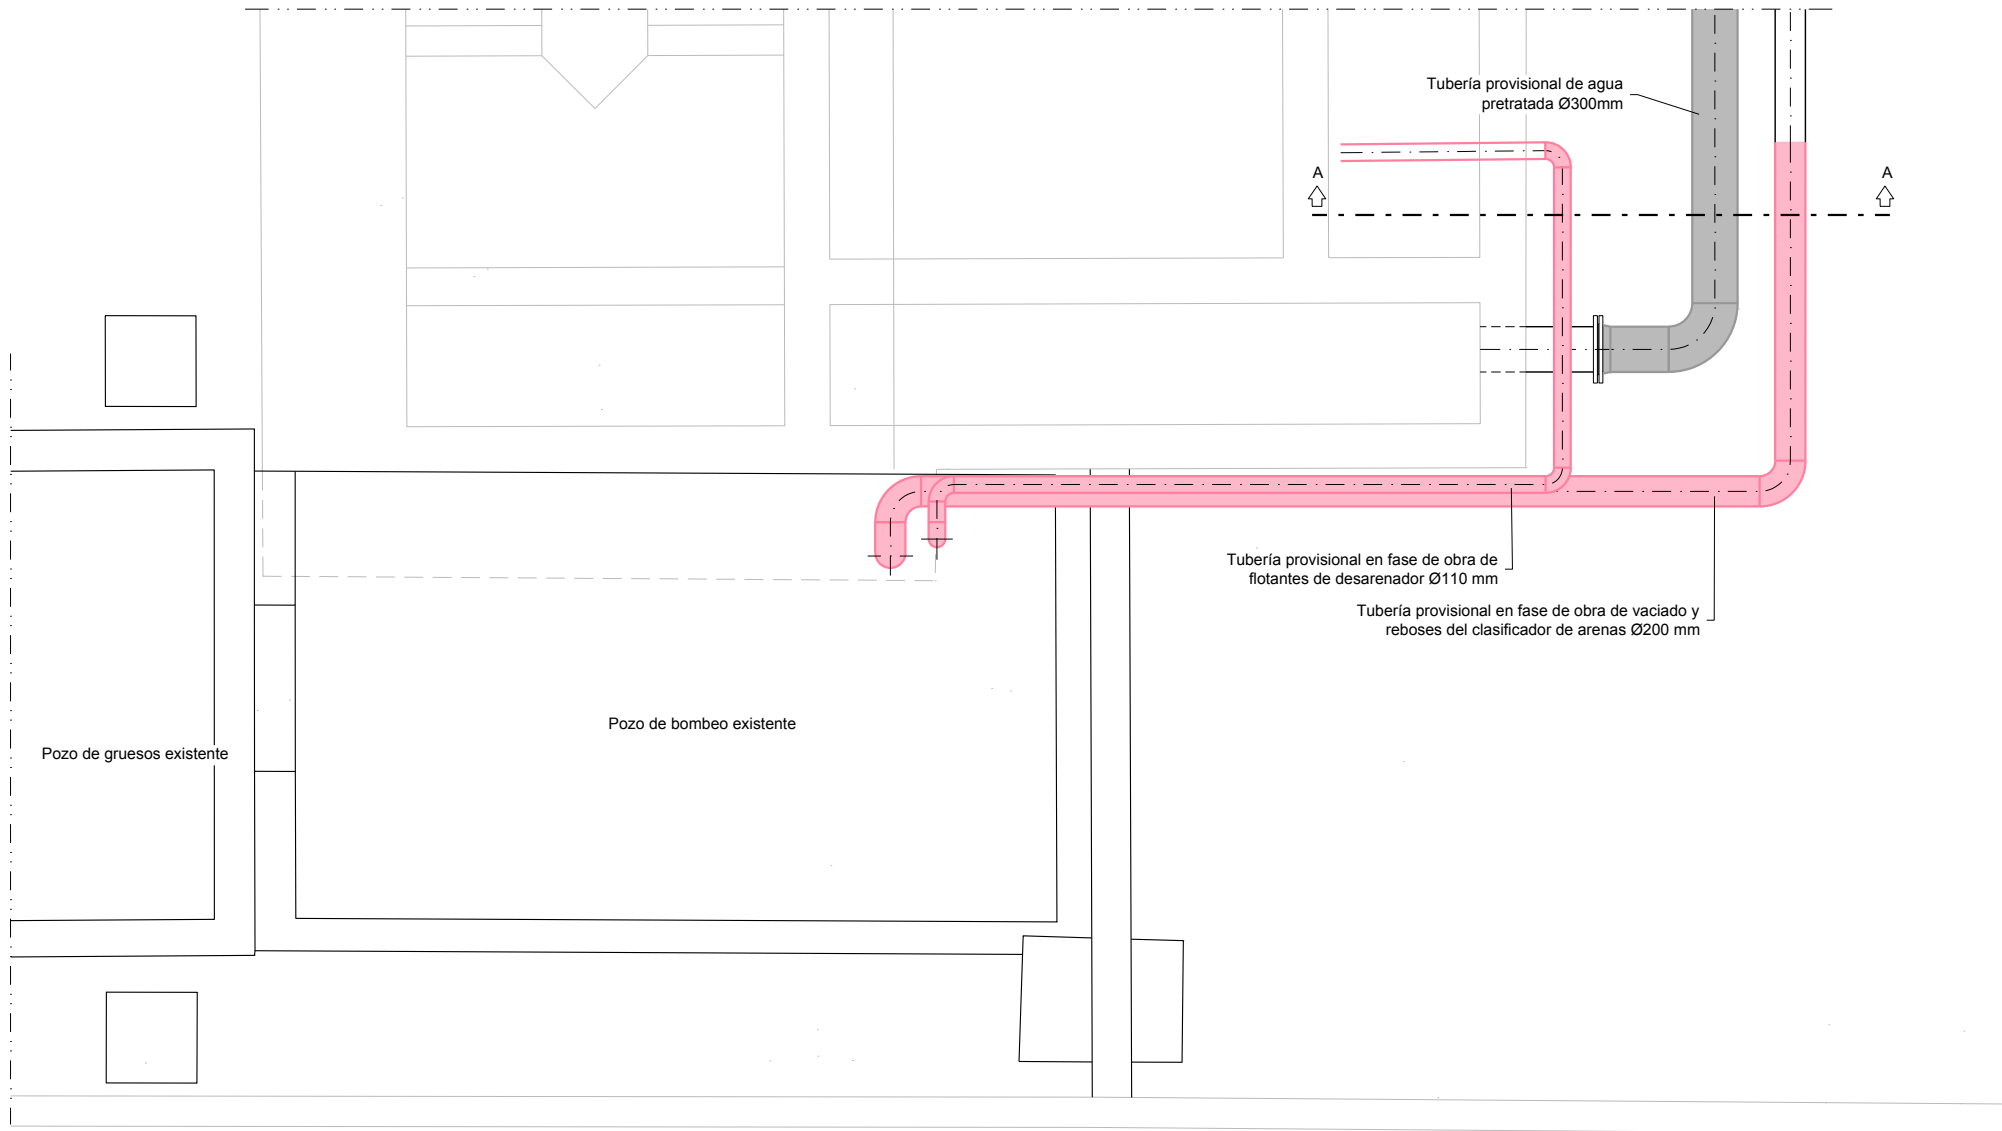 Tubería provisional de agua
pretratada Ø300mm
A
A
Tubería provisional en fase de obra de
flotantes de desarenador Ø110 mm
Tubería provisional en fase de obra de vaciado y
reboses del clasificador de arenas Ø200 mm
Pozo de bombeo existente
Pozo de gruesos existente